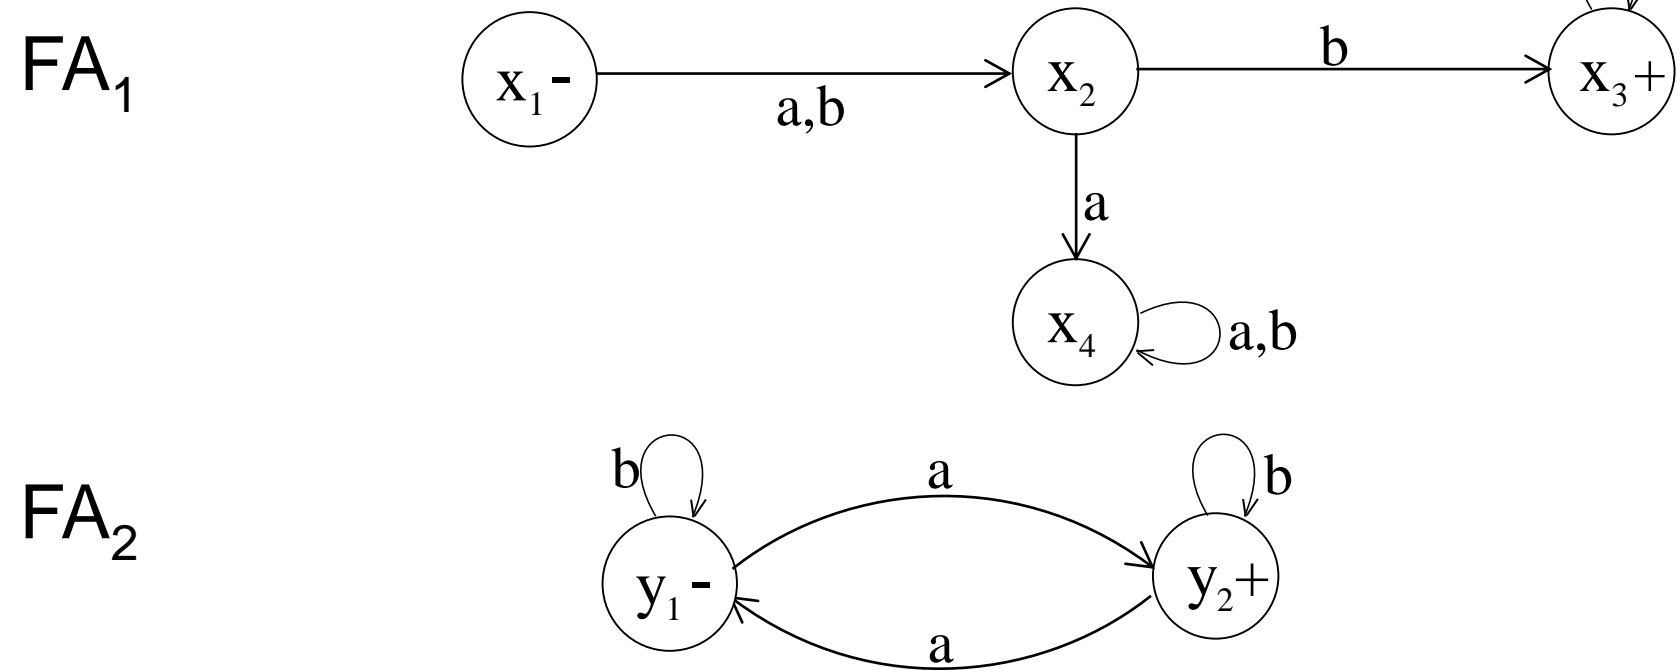 FA₁
x₁-
a,b
x₂
b
x₃+
a
x₄
a,b
FA₂
b
a
b
y₁-
y₂+
a